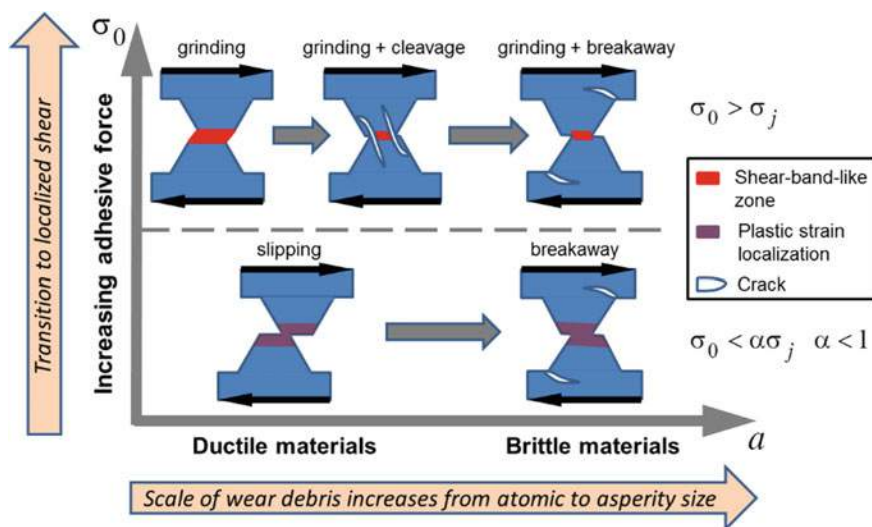 σ₀
grinding
grinding + cleavage
grinding + breakaway
σ₀ > σⱼ
Shear-band-like
zone
Plastic strain
localization
Crack
slipping
breakaway
σ₀ < ασⱼ α < 1
Increasing adhesive force
Transition to localized shear
Ductile materials
Brittle materials
a
Scale of wear debris increases from atomic to asperity size